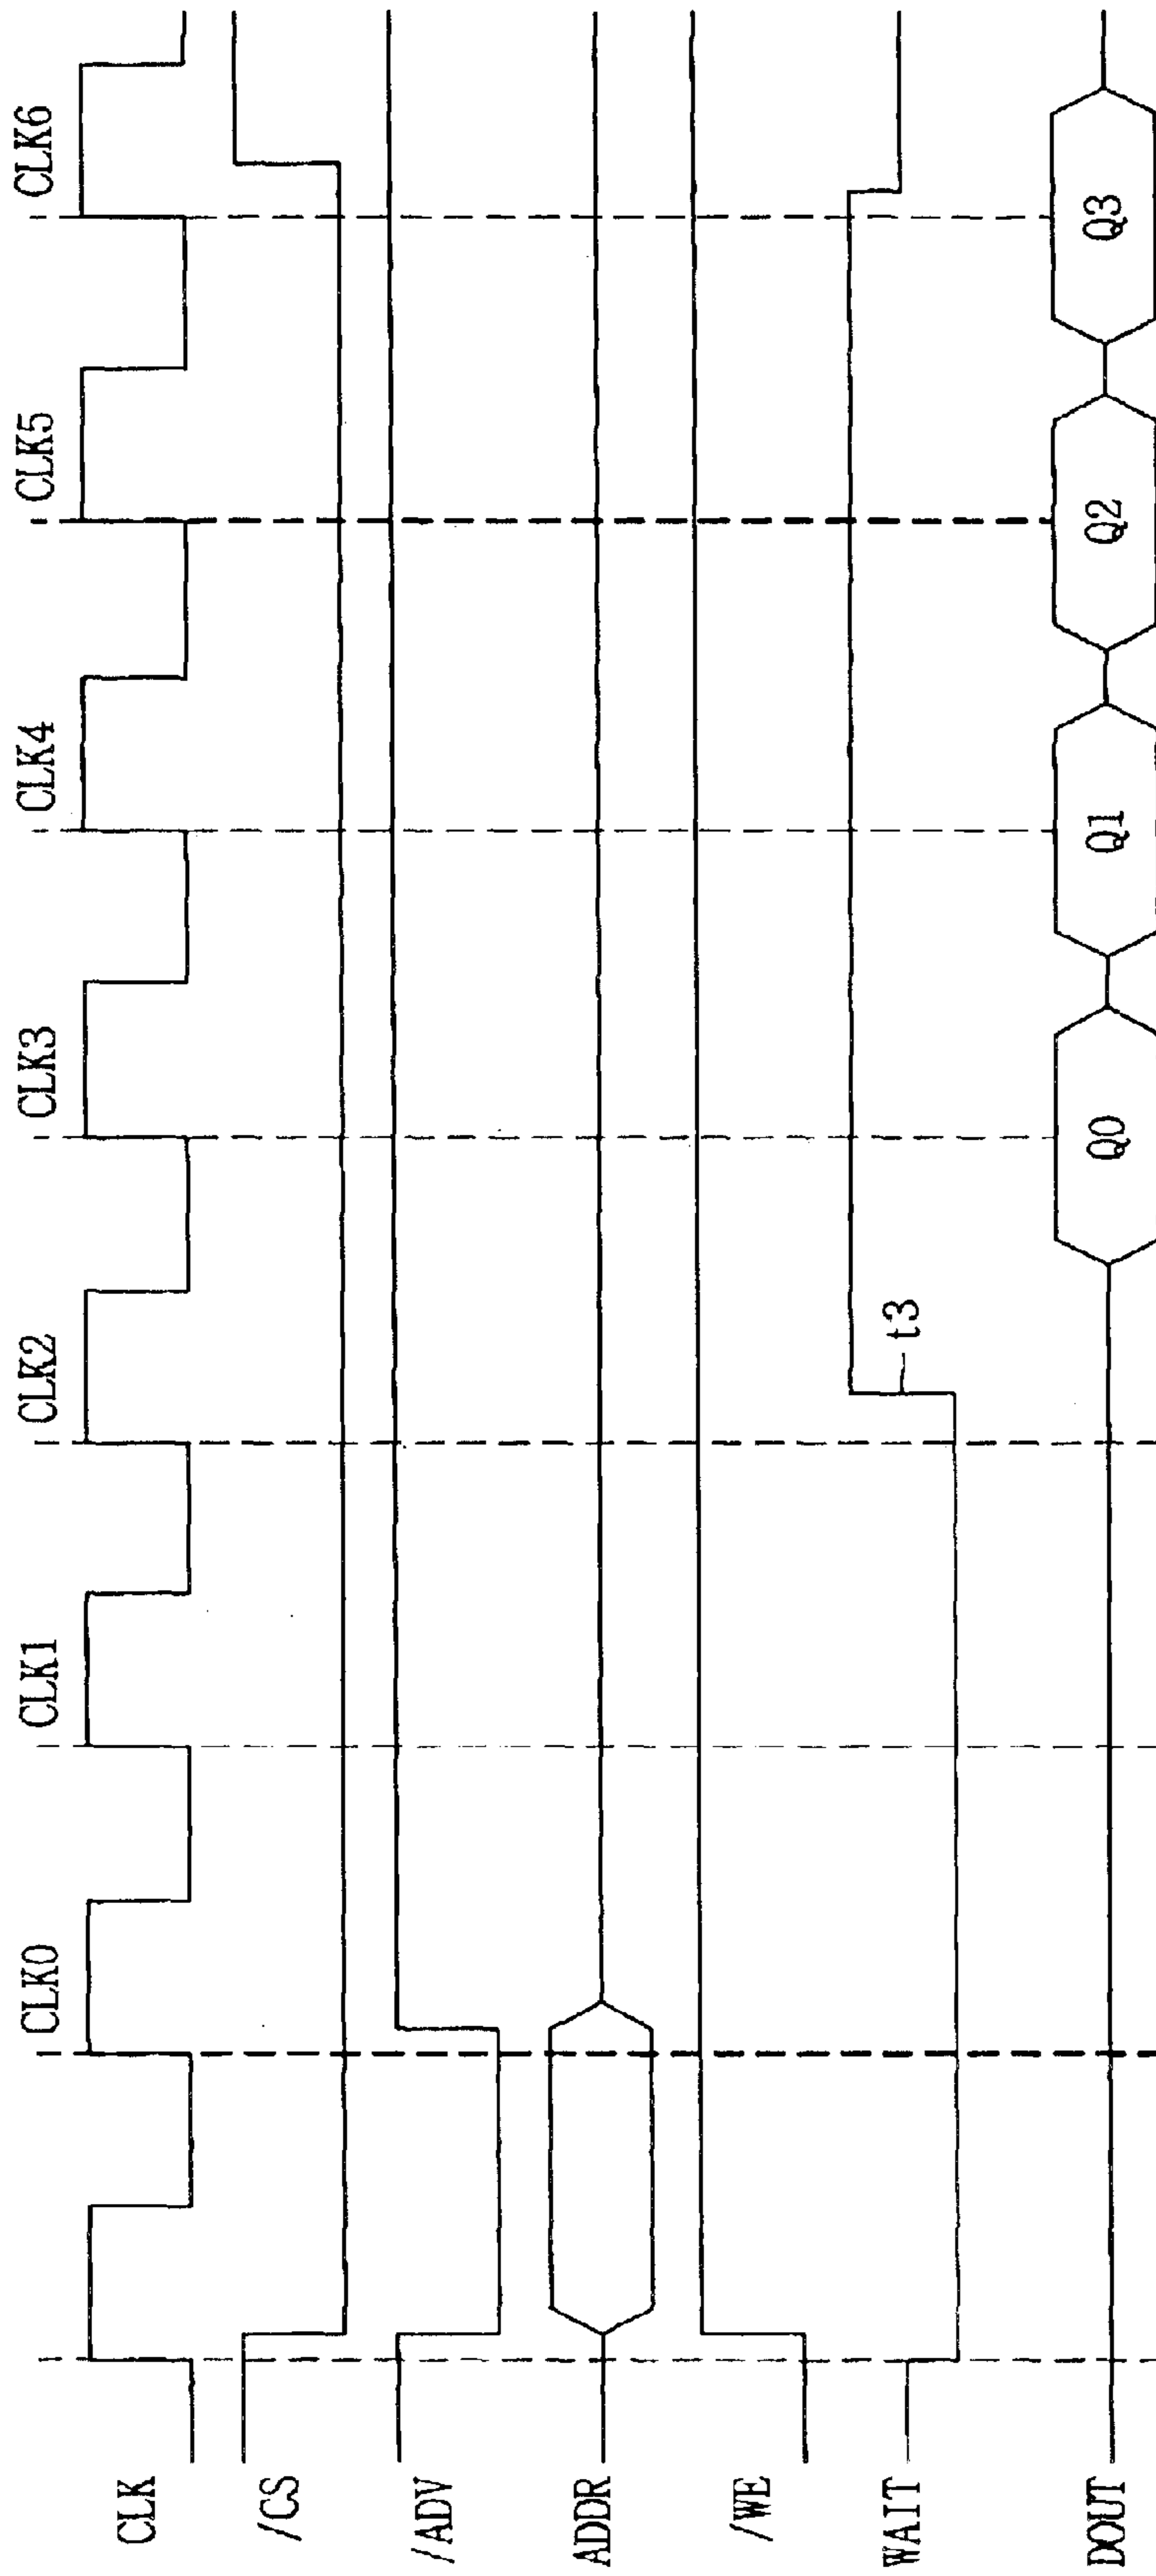 CLK0 CLK1 CLK2 CLK3 CLK4 CLK5 CLK6
CLK
/CS
/ADV
ADDR
/WE
WAIT
t3
DOUT
Q0 Q1 Q2 Q3